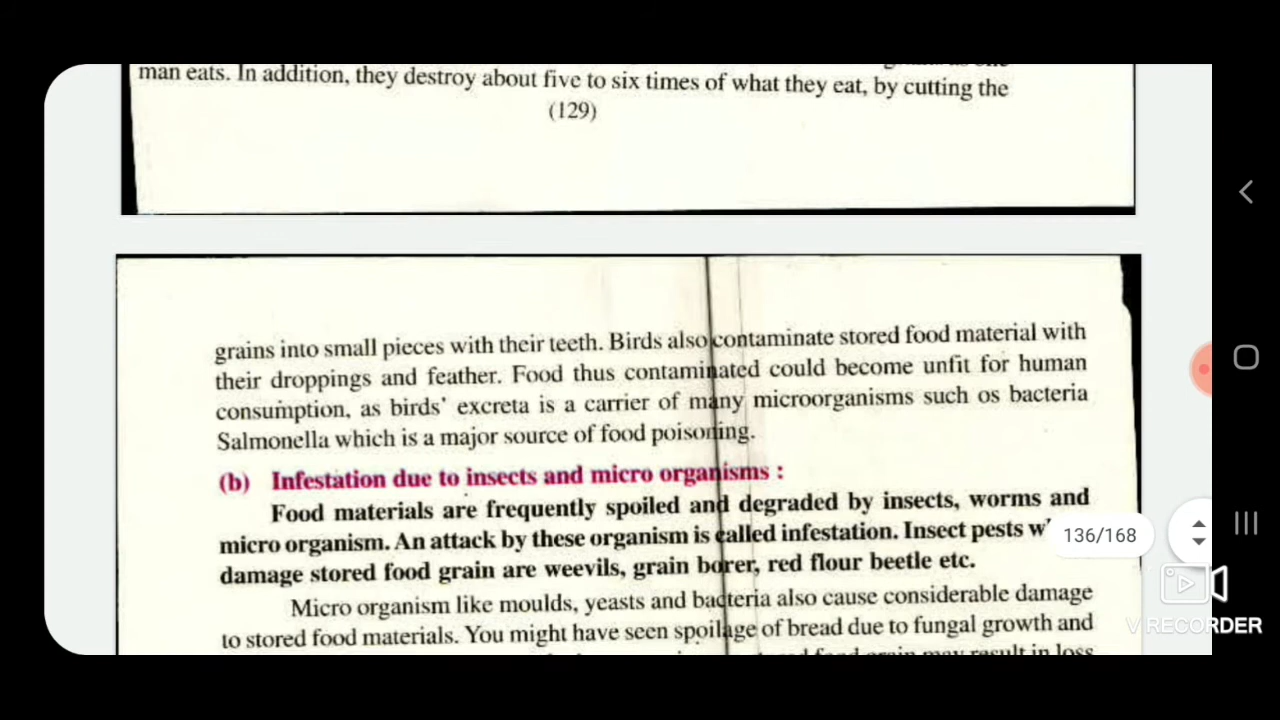 man eats. In addition, they destroy about five to six times of what they eat, by cutting the
(129)
grains into small pieces with their teeth. Birds also contaminate stored food material with
their droppings and feather. Food thus contaminated could become unfit for human
consumption, as birds' excreta is a carrier of many microorganisms such os bacteria
Salmonella which is a major source of food poisoning.
(b) Infestation due to insects and micro organisms :
Food materials are frequently spoiled and degraded by insects, worms and
micro organism. An attack by these organism is called infestation. Insect pests
136/168
damage stored food grain are weevils, grain borer, red flour beetle etc.
Micro organism like moulds, yeasts and bacteria also cause considerable damage
V RECORDER
to stored food materials. You might have seen spoilage of bread due to fungal growth and
food grain may result in loss